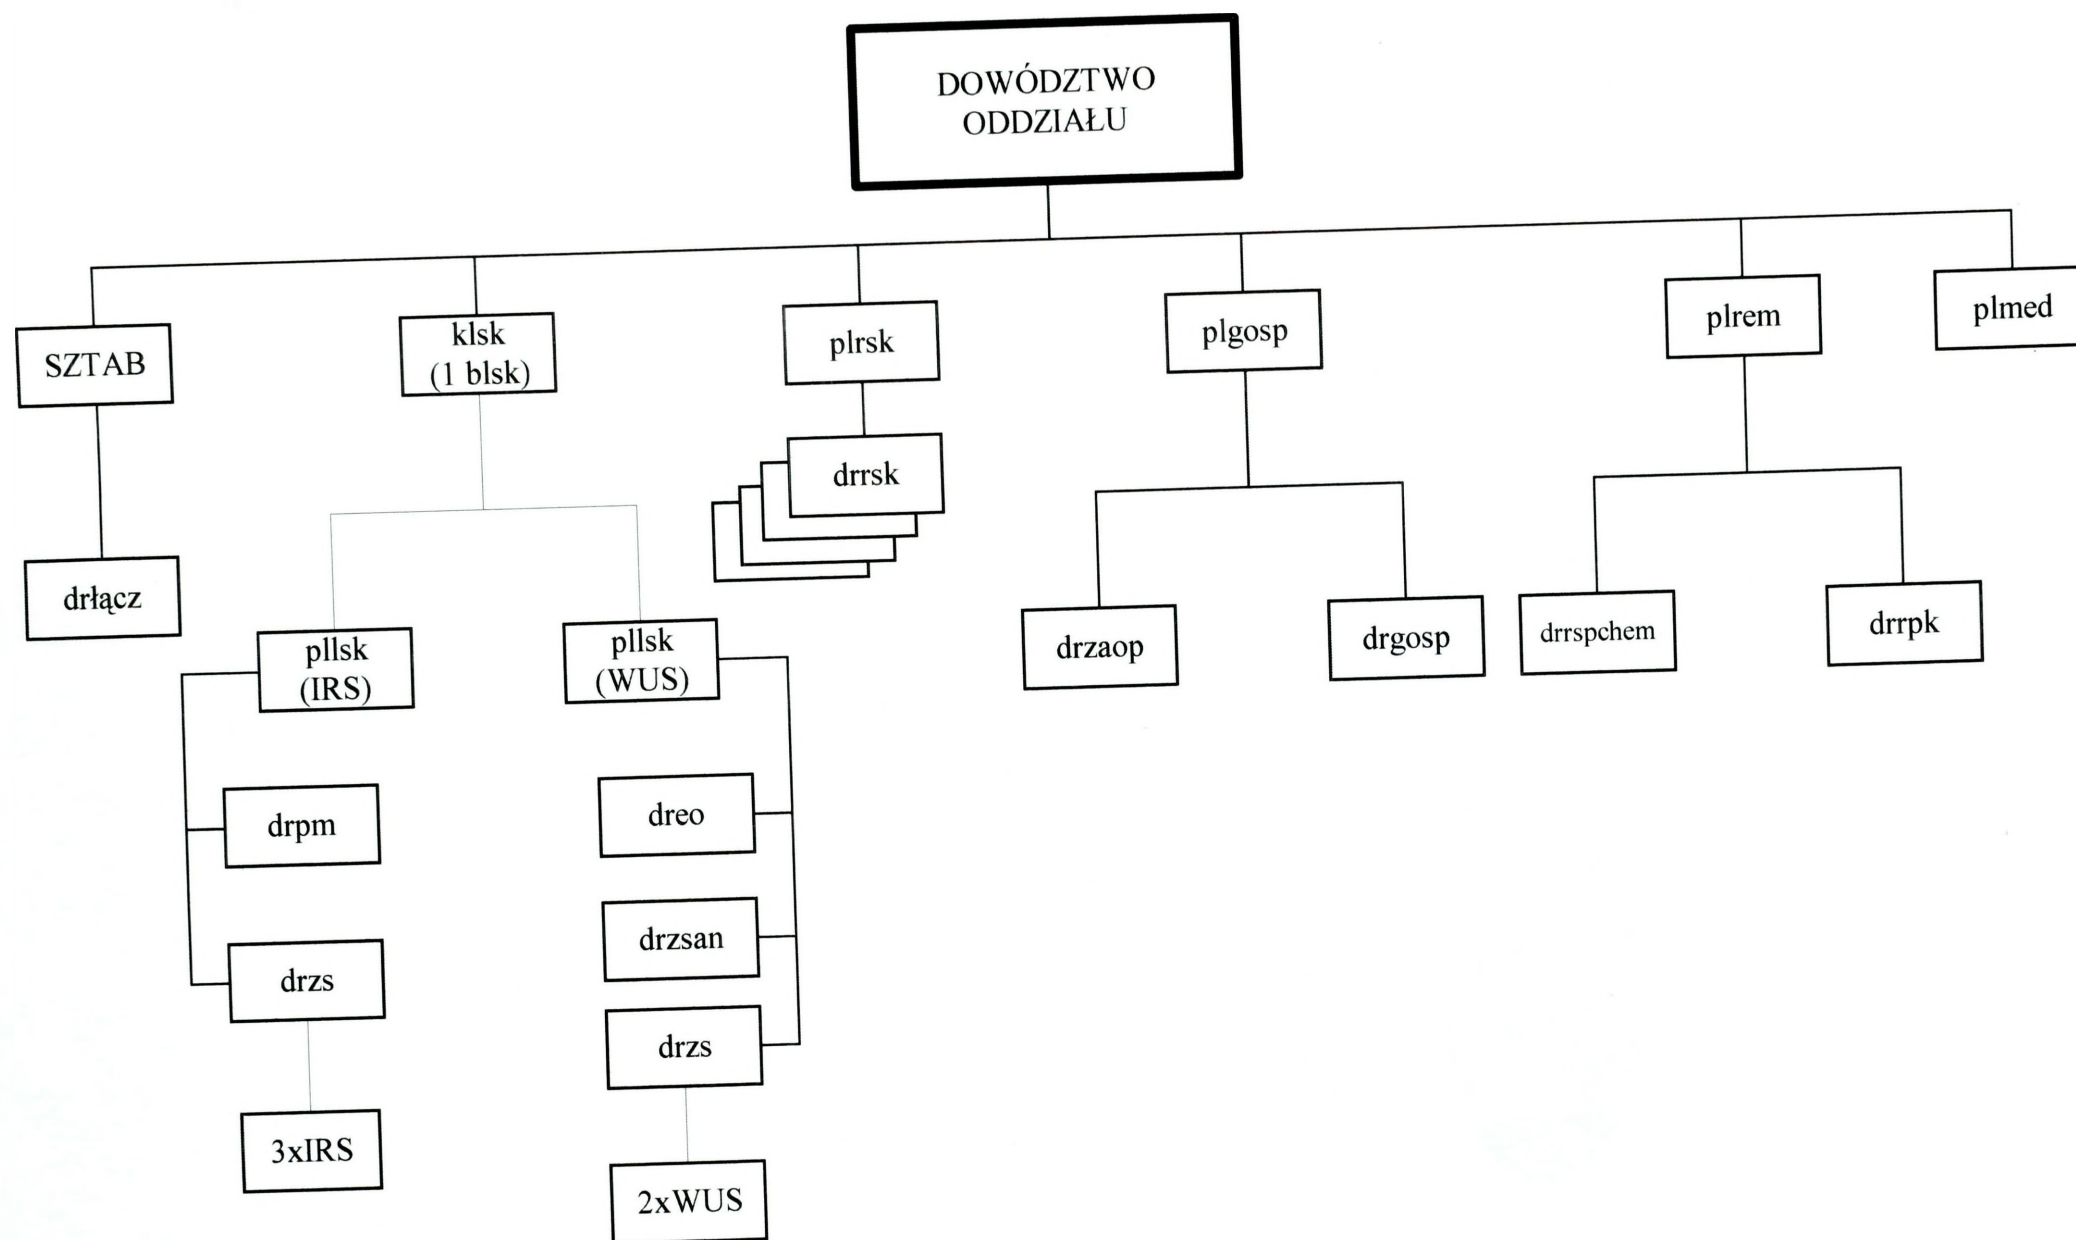 DOWÓDZTWO
ODDZIAŁU
SZTAB
klsk
(1 blsk)
plrsk
plgosp
plrem
plmed
drrsk
drłącz
pllsk
(IRS)
pllsk
(WUS)
drzaop
drgosp
drrspchem
drrpk
drpm
dreo
drzsan
drzs
drzs
3xIRS
2xWUS